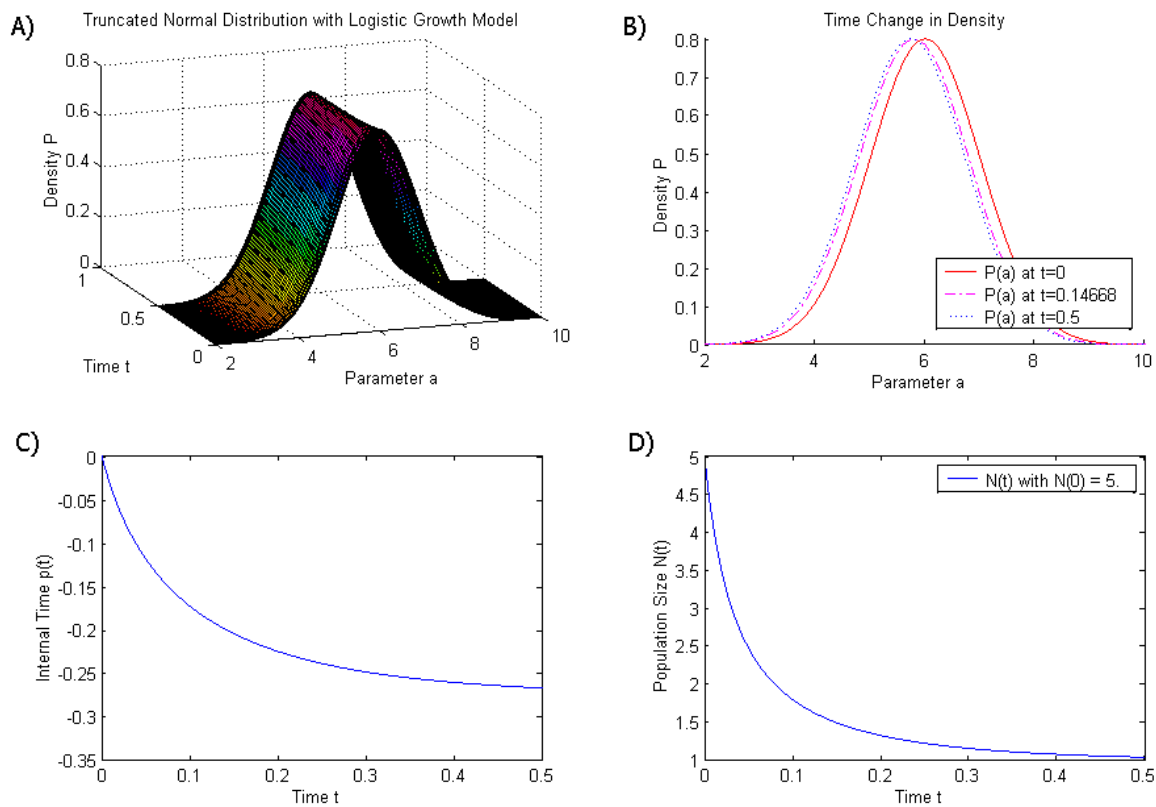 A)
Truncated Normal Distribution with Logistic Growth Model
0.8
0.6
0.4
0.2
0
Density P
1
0.5
0
Time t
2
4
6
8
10
Parameter a
B)
Time Change in Density
0.8
0.7
0.6
0.5
0.4
0.3
0.2
0.1
0
Density P
P(a) at t=0
P(a) at t=0.14668
P(a) at t=0.5
2
4
6
8
10
Parameter a
C)
0
-0.05
-0.1
-0.15
-0.2
-0.25
-0.3
-0.35
Internal Time p(t)
0
0.1
0.2
0.3
0.4
0.5
Time t
D)
5
4.5
4
3.5
3
2.5
2
1.5
1
Population Size N(t)
N(t) with N(0) = 5.
0
0.1
0.2
0.3
0.4
0.5
Time t